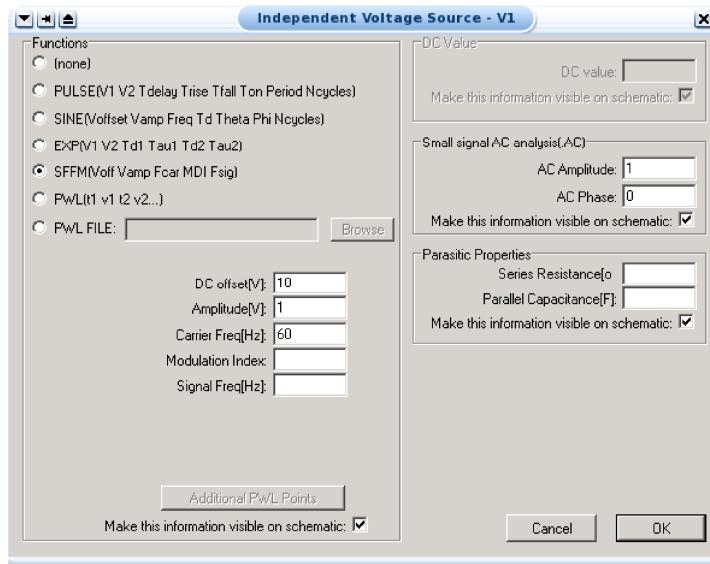 Independent Voltage Source - V1
Functions
(none)
PULSE(V1 V2 Tdelay Trise Tfall Ton Period Ncycles)
SINE(Voffset Vamp Freq Td Theta Phi Ncycles)
EXP(V1 V2 Td1 Tau1 Td2 Tau2)
SFFM(Voff Vamp Fcar MDI Fsig)
PWL(t1 v1 t2 v2...)
PWL FILE: Browse
DC offset[V]: 10
Amplitude[V]: 1
Carrier Freq[Hz]: 60
Modulation Index:
Signal Freq[Hz]:
Additional PWL Points
Make this information visible on schematic:
DC Value
DC value:
Make this information visible on schematic:
Small signal AC analysis(.AC)
AC Amplitude: 1
AC Phase: 0
Make this information visible on schematic:
Parasitic Properties
Series Resistance[o
Parallel Capacitance[F]:
Make this information visible on schematic:
Cancel OK